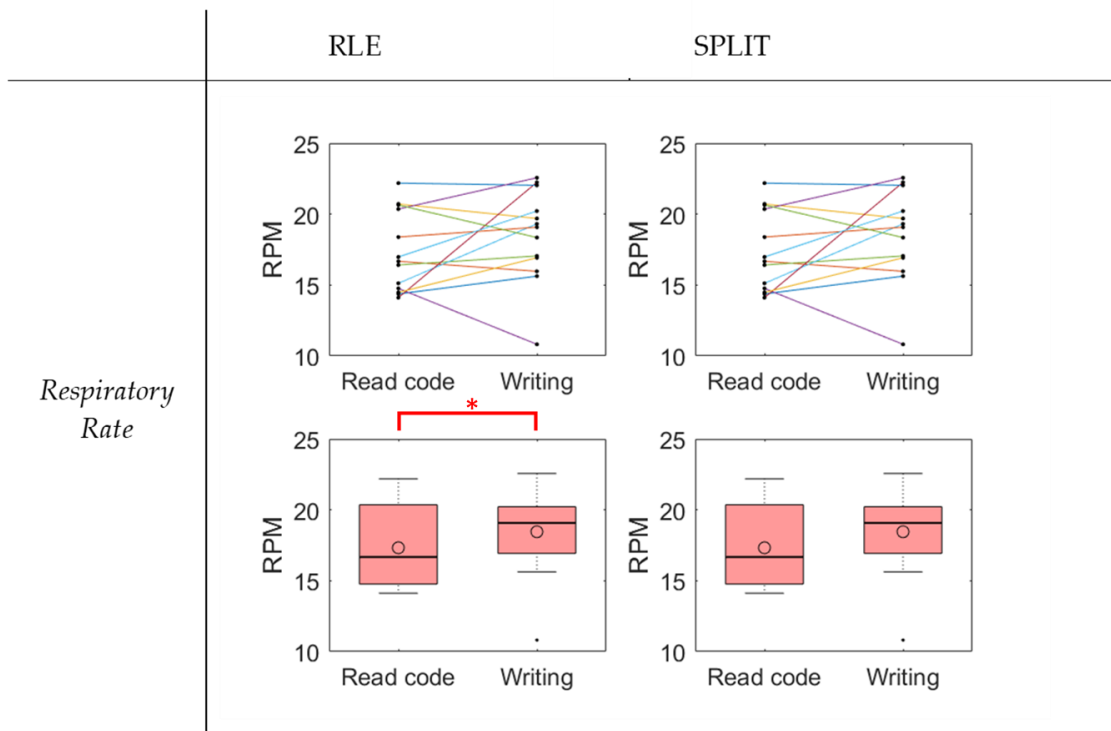 RLE SPLIT
Respiratory
Rate
25 25
20 20
RPM RPM
15 15
10 10
Read code Writing Read code Writing
*
25 25
20 20
RPM RPM
15 15
10 10
Read code Writing Read code Writing